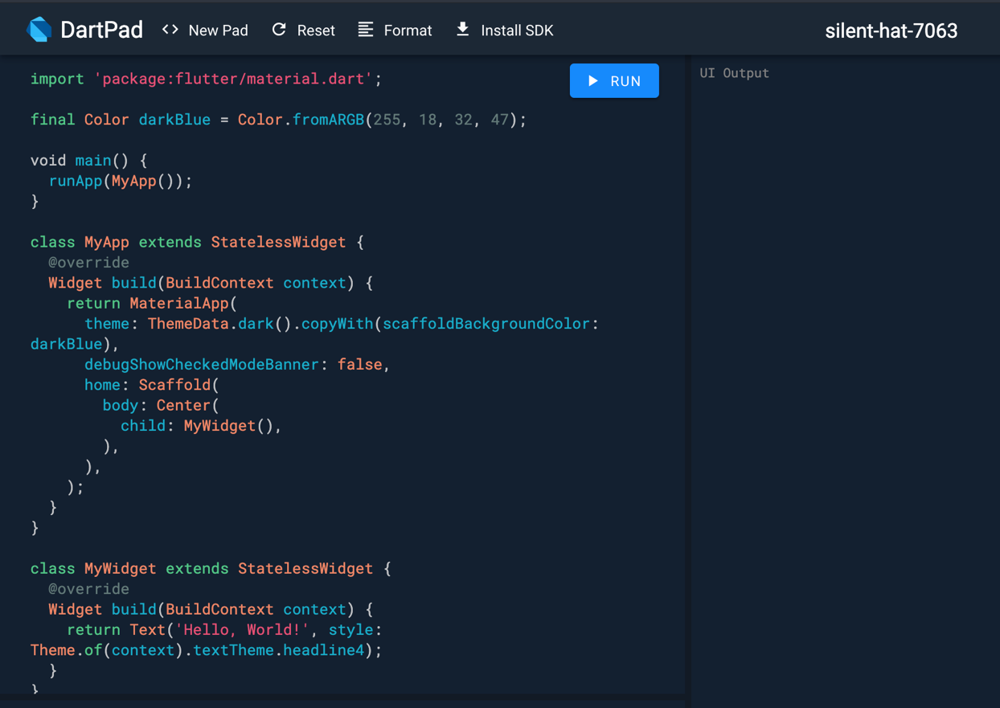 DartPad <> New Pad Reset Format Install SDK silent-hat-7063
RUN
UI Output
import 'package:flutter/material.dart';
final Color darkBlue = Color.fromARGB(255, 18, 32, 47);
void main() {
  runApp(MyApp());
}
class MyApp extends StatelessWidget {
  @override
  Widget build(BuildContext context) {
    return MaterialApp(
      theme: ThemeData.dark().copyWith(scaffoldBackgroundColor:
darkBlue),
      debugShowCheckedModeBanner: false,
      home: Scaffold(
        body: Center(
          child: MyWidget(),
        ),
      ),
    );
  }
}
class MyWidget extends StatelessWidget {
  @override
  Widget build(BuildContext context) {
    return Text('Hello, World!', style:
Theme.of(context).textTheme.headline4);
  }
}